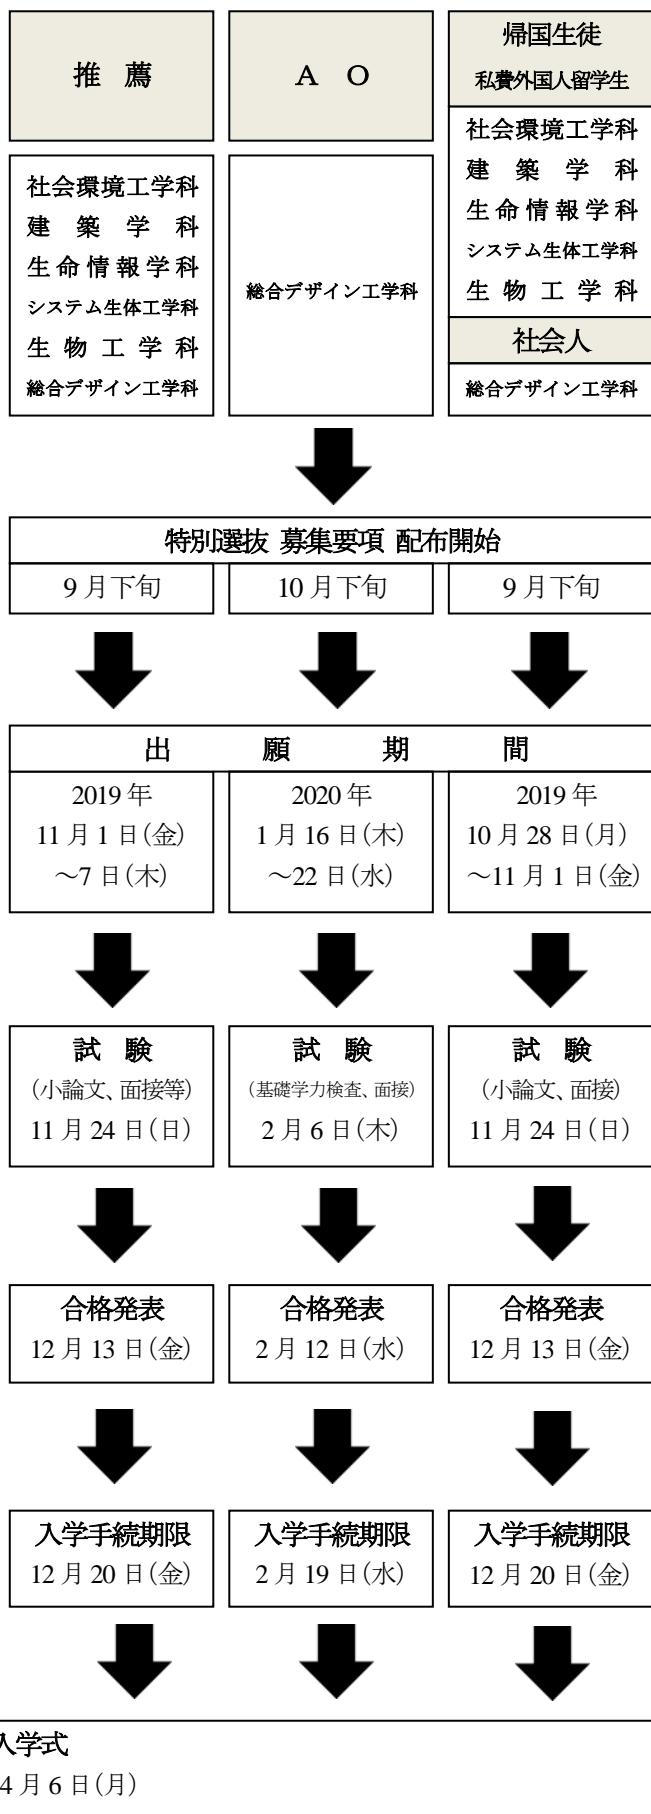 推 薦
社会環境工学科
建築学科
生命情報学科
システム生体工学科
生物工学科
総合デザイン工学科
A O
総合デザイン工学科
帰国生徒
私費外国人留学生
社会環境工学科
建築学科
生命情報学科
システム生体工学科
生物工学科
社会人
総合デザイン工学科
特別選抜 募集要項 配布開始
9月下旬
10月下旬
9月下旬
出願期間
2019年
11月1日(金)
～7日(木)
2020年
1月16日(木)
～22日(水)
2019年
10月28日(月)
～11月1日(金)
試 験
(小論文、面接等)
11月24日(日)
試 験
(基礎学力検査、面接)
2月6日(木)
試 験
(小論文、面接)
11月24日(日)
合格発表
12月13日(金)
合格発表
2月12日(水)
合格発表
12月13日(金)
入学手続期限
12月20日(金)
入学手続期限
2月19日(水)
入学手続期限
12月20日(金)
入学式
4月6日(月)